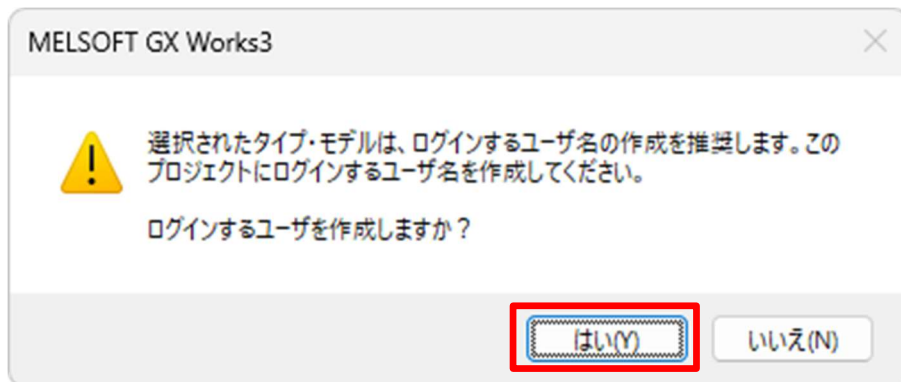 MELSOFT GX Works3
選択されたタイプ・モデルは、ログインするユーザ名の作成を推奨します。この
プロジェクトにログインするユーザ名を作成してください。
ログインするユーザを作成しますか？
はい(Y)
いいえ(N)